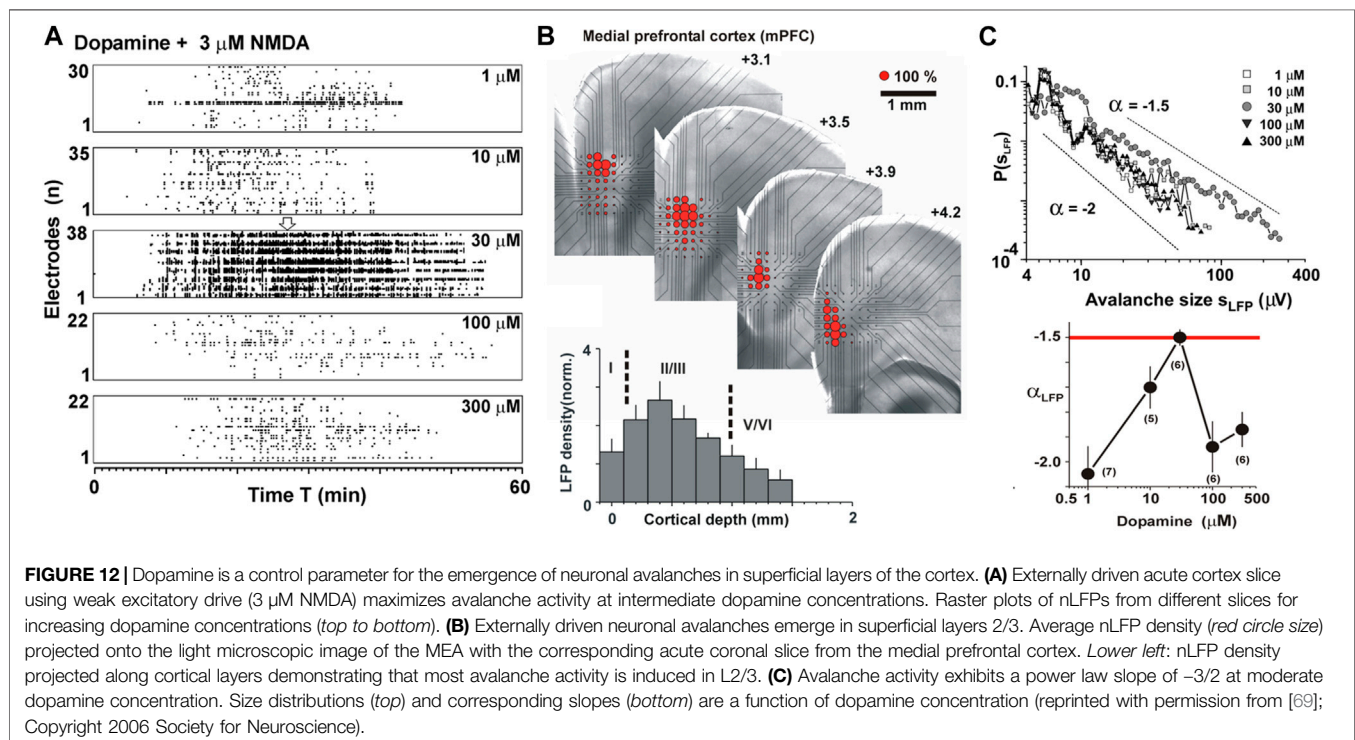 A
Dopamine + 3 μM NMDA
30
1 μM
1
35
10 μM
1
38
30 μM
1
22
100 μM
1
22
300 μM
1
Electrodes (n)
0
60
Time T (min)
B
Medial prefrontal cortex (mPFC)
+3.1
100 %
1 mm
+3.5
+3.9
+4.2
4
I
II/III
V/VI
LFP density(norm.)
0
0
2
Cortical depth (mm)
C
0.1
α = -1.5
1 μM
10 μM
30 μM
100 μM
300 μM
P(sLFP)
α = -2
10-4
4
10
100
400
Avalanche size sLFP (μV)
-1.5
(6)
αLFP
(5)
(6)
-2.0
(7)
(6)
0.5
1
10
100
500
Dopamine (μM)
FIGURE 12 | Dopamine is a control parameter for the emergence of neuronal avalanches in superficial layers of the cortex. (A) Externally driven acute cortex slice
using weak excitatory drive (3 μM NMDA) maximizes avalanche activity at intermediate dopamine concentrations. Raster plots of nLFPs from different slices for
increasing dopamine concentrations (top to bottom). (B) Externally driven neuronal avalanches emerge in superficial layers 2/3. Average nLFP density (red circle size)
projected onto the light microscopic image of the MEA with the corresponding acute coronal slice from the medial prefrontal cortex. Lower left: nLFP density
projected along cortical layers demonstrating that most avalanche activity is induced in L2/3. (C) Avalanche activity exhibits a power law slope of −3/2 at moderate
dopamine concentration. Size distributions (top) and corresponding slopes (bottom) are a function of dopamine concentration (reprinted with permission from [69];
Copyright 2006 Society for Neuroscience).